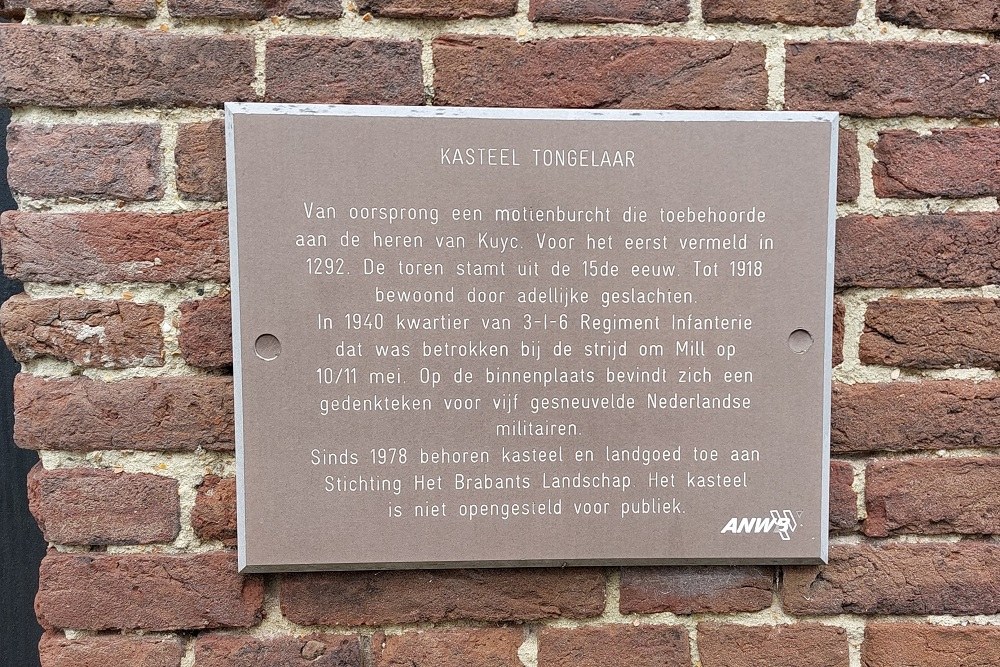 KASTEEL TONGELAAR
Van oorsprong een motienburcht die toebehoorde
aan de heren van Kuyc. Voor het eerst vermeld in
1292. De toren stamt uit de 15de eeuw. Tot 1918
bewoond door adellijke geslachten.
In 1940 kwartier van 3-I-6 Regiment Infanterie
dat was betrokken bij de strijd om Mill op
10/11 mei. Op de binnenplaats bevindt zich een
gedenkteken voor vijf gesneuvelde Nederlandse
militairen.
Sinds 1978 behoren kasteel en landgoed toe aan
Stichting Het Brabants Landschap. Het kasteel
is niet opengesteld voor publiek.
ANWB